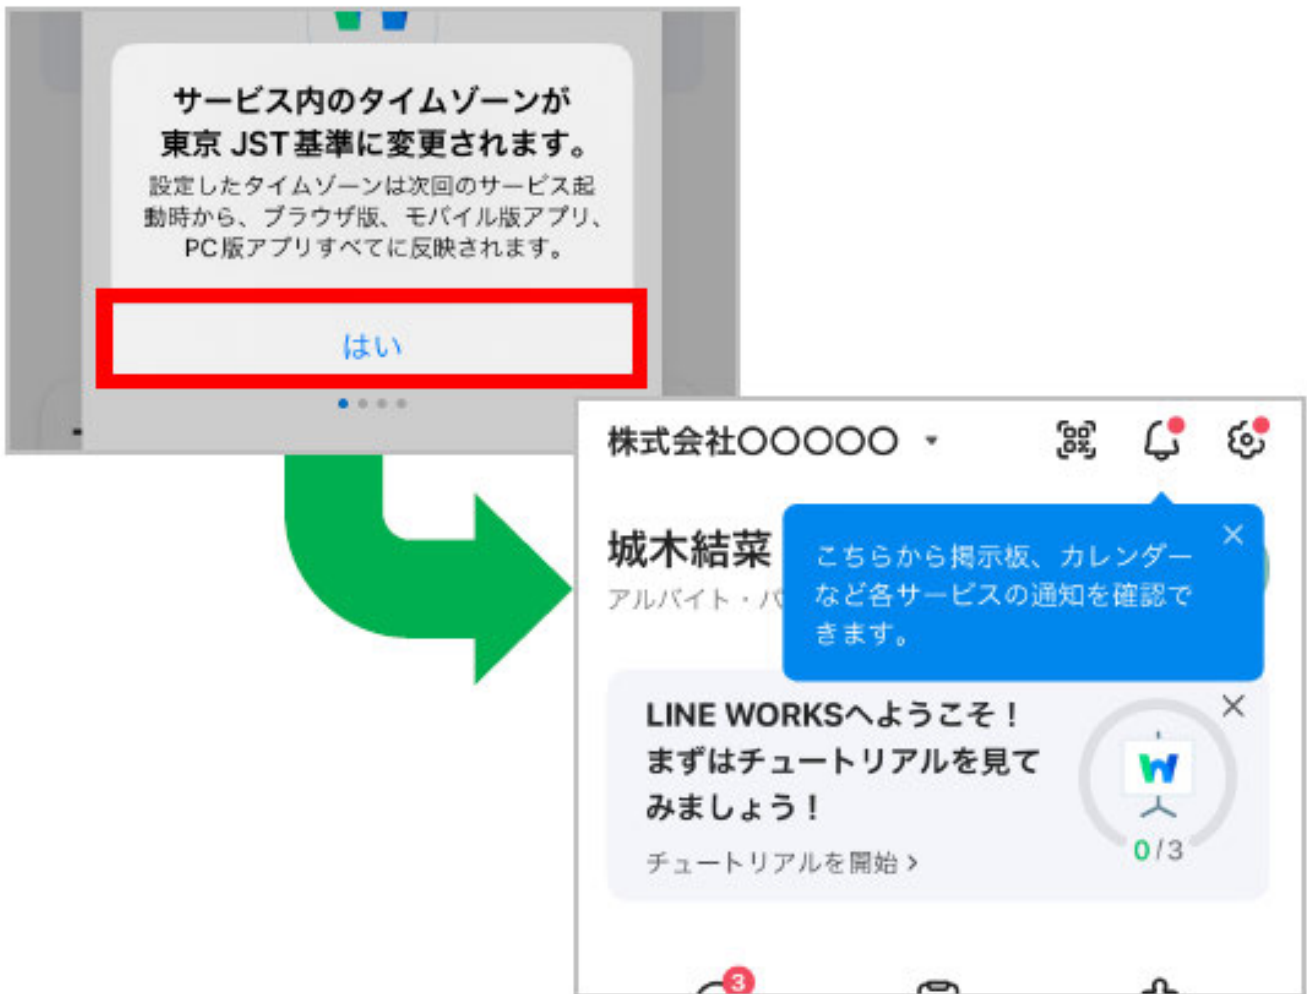 サービス内のタイムゾーンが
東京 JST基準に変更されます。
設定したタイムゾーンは次回のサービス起
動時から、ブラウザ版、モバイル版アプリ、
PC版アプリすべてに反映されます。
はい
株式会社〇〇〇〇〇
城木結菜
アルバイト・パ
こちらから掲示板、カレンダー
など各サービスの通知を確認で
きます。
LINE WORKSへようこそ！
まずはチュートリアルを見て
みましょう！
チュートリアルを開始 >
0/3
3